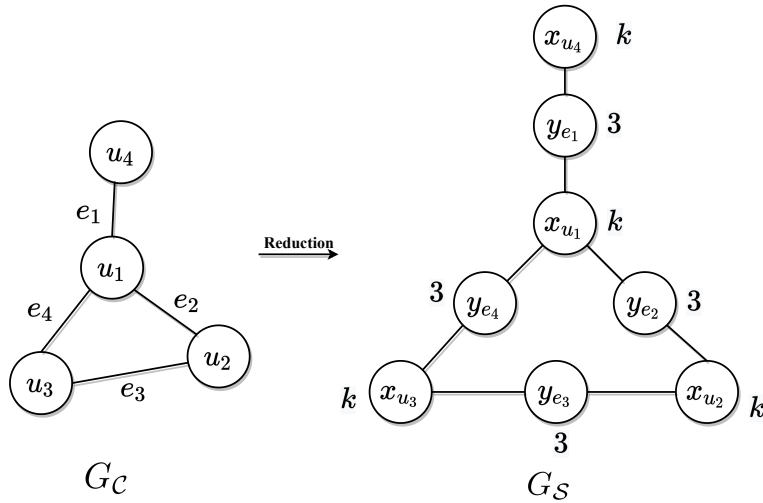 u₄
e₁
u₁
e₄
e₂
u₂
u₃
e₃
G_𝒞
Reduction
x_{u₄} k
y_{e₁} 3
x_{u₁} k
3 y_{e₄}
y_{e₂} 3
k x_{u₃}
y_{e₃}
3
x_{u₂} k
G_𝒮